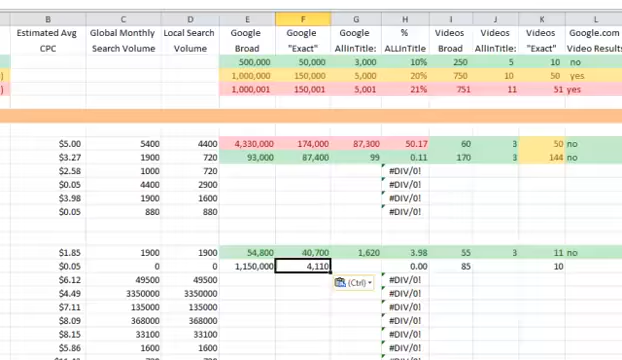 B C D E F G H I J K L
Estimated Avg Global Monthly Local Search Google Google Google % Videos Videos Videos Google.com
CPC Search Volume Volume Broad "Exact" AllInTitle: ALLInTitle Broad AllInTitle: "Exact" Video Results
500,000 50,000 3,000 10% 250 5 10 no
) 1,000,000 150,000 5,000 20% 750 10 50 yes
) 1,000,001 150,001 5,001 21% 751 11 51 yes
$5.00 5400 4400 4,330,000 174,000 87,300 50.17 60 3 50 no
$3.27 1900 720 93,000 87,400 99 0.11 170 3 144 no
$2.58 1000 720 #DIV/0!
$0.05 4400 2900 #DIV/0!
$3.98 1900 1600 #DIV/0!
$0.05 880 880 #DIV/0!
$1.85 1900 1900 54,800 40,700 1,620 3.98 55 3 11 no
$0.05 0 0 1,150,000 4,110 0.00 85 10
$6.12 49500 49500 (Ctrl) #DIV/0!
$4.49 3350000 3350000 #DIV/0!
$7.11 135000 135000 #DIV/0!
$8.09 368000 368000 #DIV/0!
$8.15 33100 33100 #DIV/0!
$5.86 1600 1600 #DIV/0!